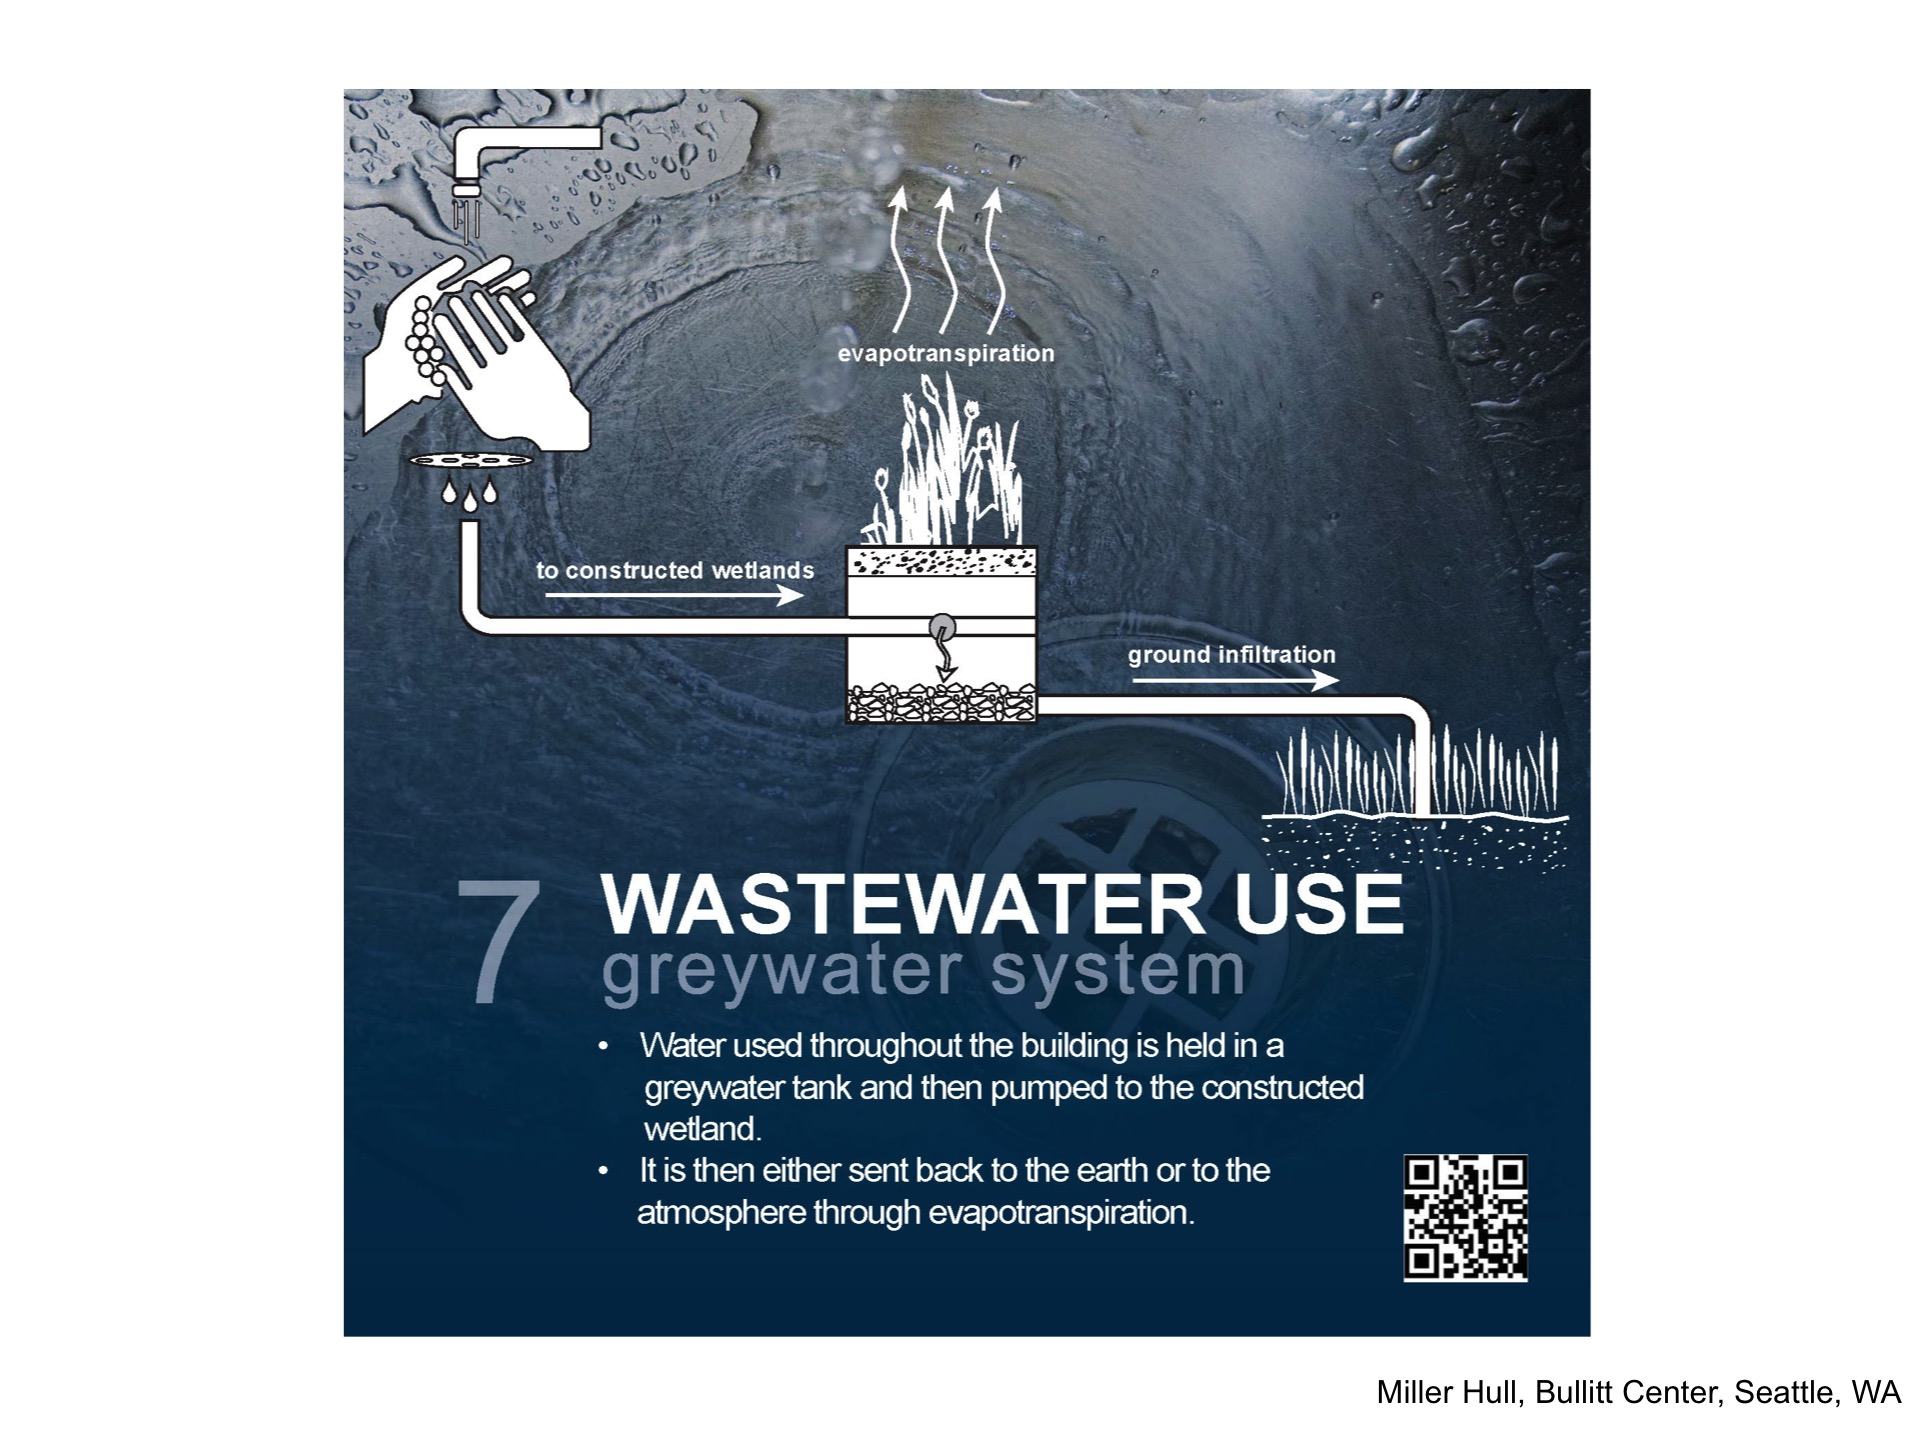 evapotranspiration
to constructed wetlands
ground infiltration
7 WASTEWATER USE
greywater system
• Water used throughout the building is held in a
greywater tank and then pumped to the constructed
wetland.
• It is then either sent back to the earth or to the
atmosphere through evapotranspiration.
Miller Hull, Bullitt Center, Seattle, WA